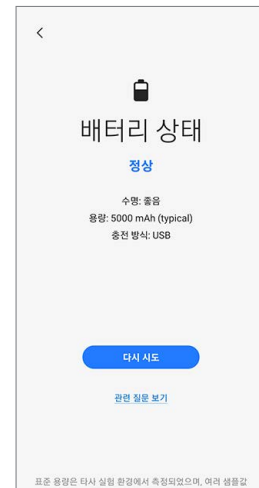 배터리 상태
정상
수명: 좋음
용량: 5000 mAh (typical)
충전 방식: USB
다시 시도
관련 질문 보기
표준 용량은 타사 실험 환경에서 측정되었으며, 여러 샘플값